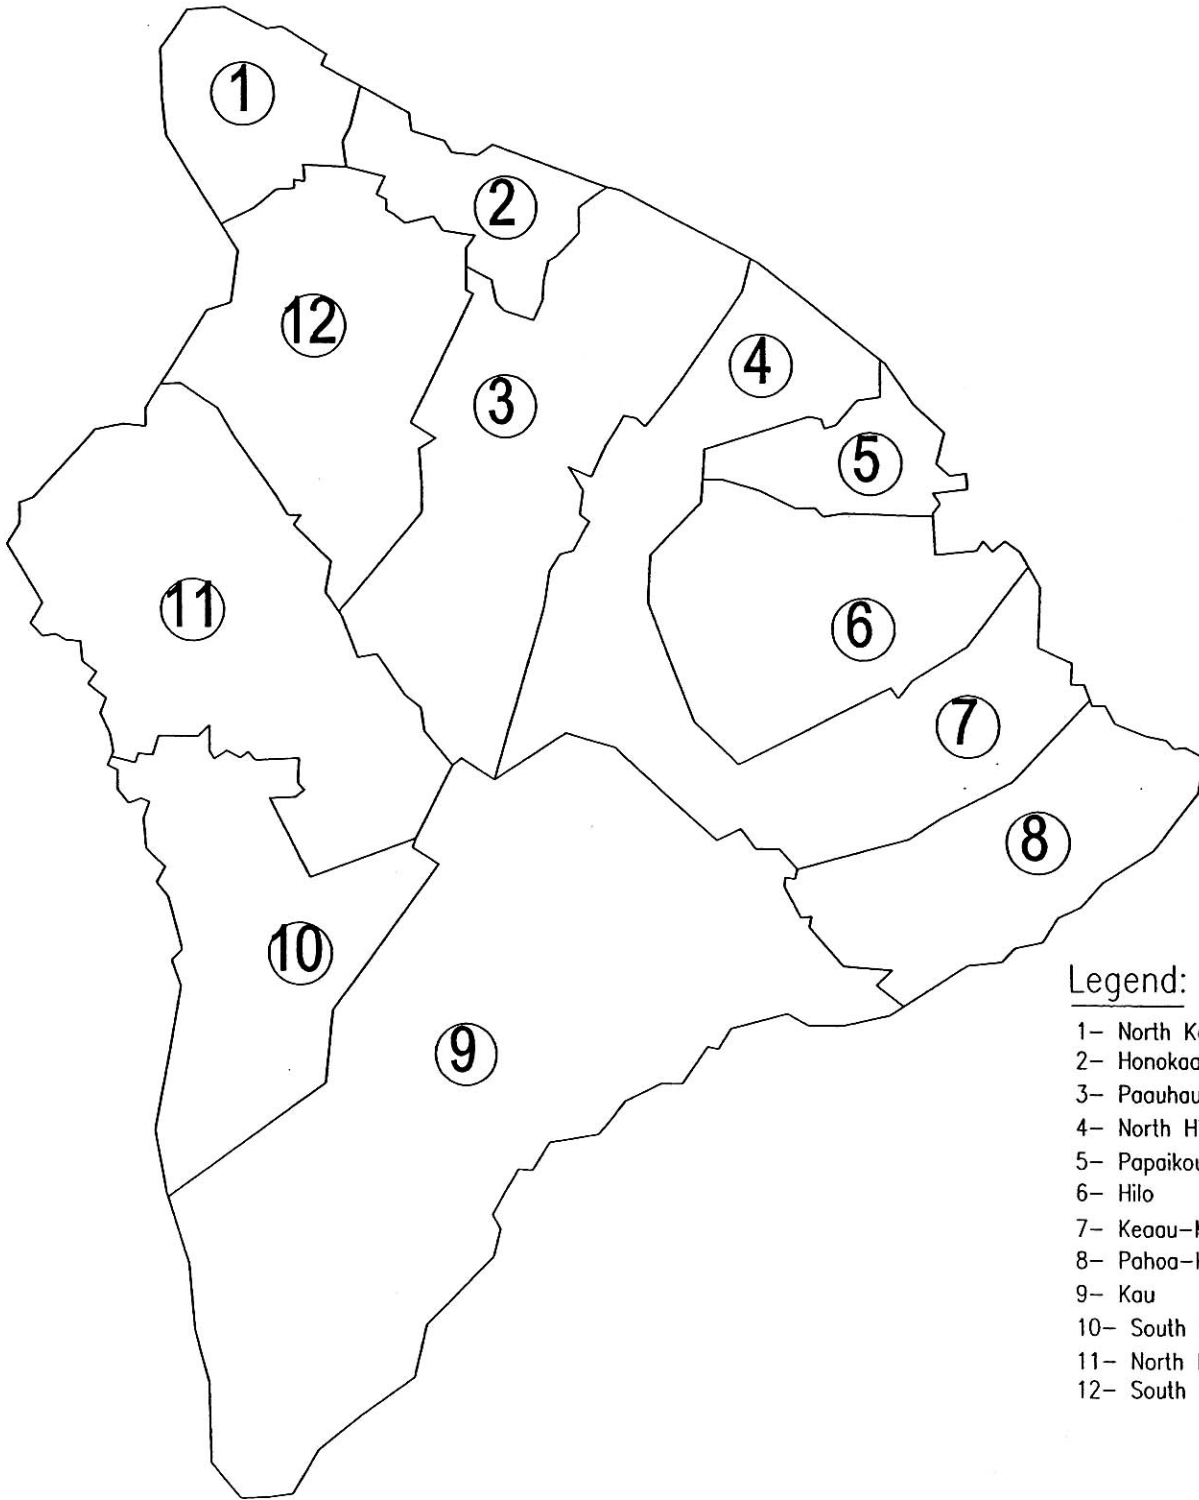 1
2
12
4
3
5
11
6
7
8
10
9
Legend:
1- North
2- Honokaa
3- Paauhau
4- North
5- Papaikou
6- Hilo
7- Keaau-
8- Pahoa-
9- Kau
10- South
11- North
12- South